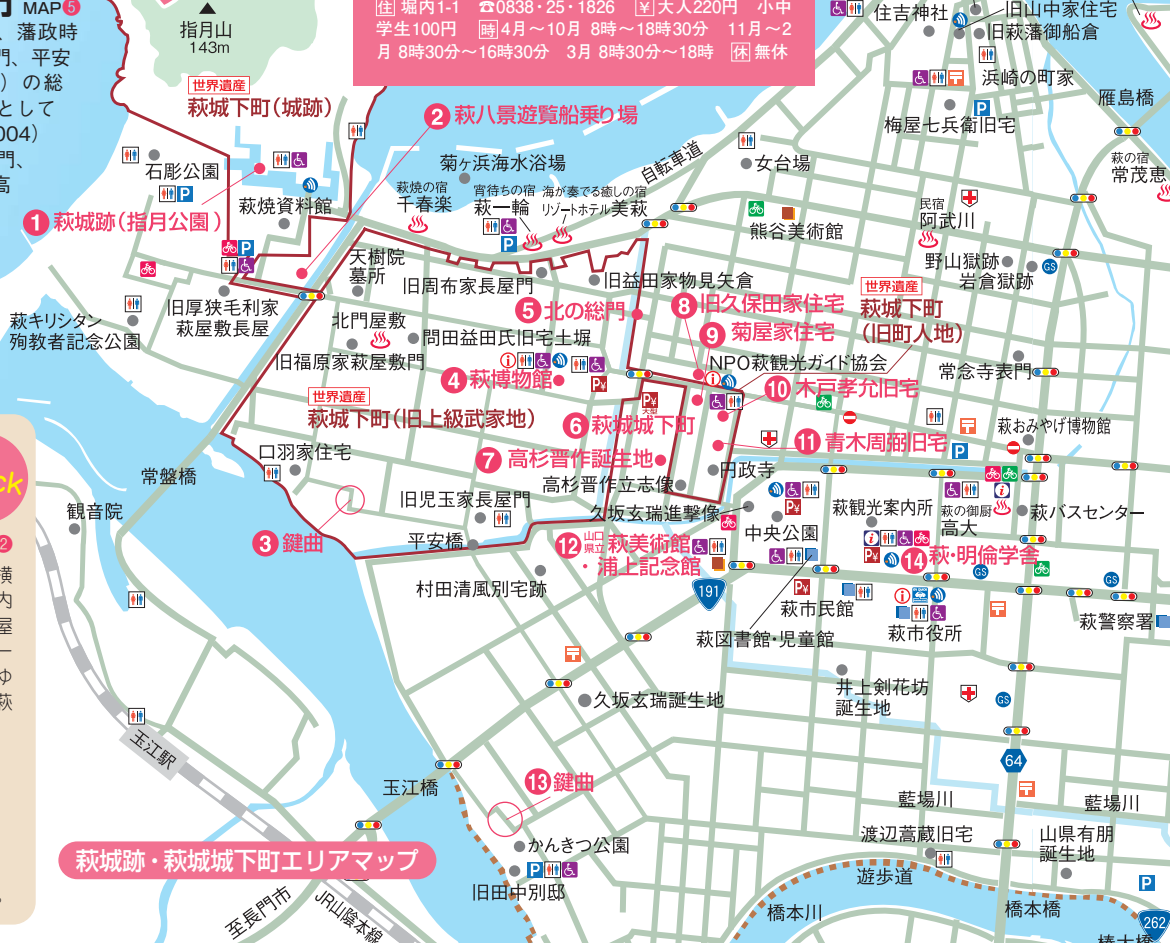 MAP5
指月山
143m
、藩政時
門、平安
）の総
として
004）
門、
高
住 堀内1-1 ☎0838・25・1826 ¥ 大人220円 小中
学生100円 時 4月～10月 8時～18時30分 11月～2
月 8時30分～16時30分 3月 8時30分～18時 休 無休
住吉神社
旧山中家住宅
旧萩藩御船倉
浜崎の町家
梅屋七兵衛旧宅
雁島橋
萩の宿
常茂恵
世界遺産
萩城下町（城跡）
2 萩八景遊覧船乗り場
石彫公園
1 萩城跡（指月公園）
萩焼資料館
菊ヶ浜海水浴場
自転車道
女台場
萩焼の宿
千春楽
宵待ちの宿
萩一輪
海が奏でる癒しの宿
リゾートホテル美萩
熊谷美術館
民宿
阿武川
野山獄跡
岩倉獄跡
GS
天樹院
墓所
旧周布家長屋門
旧益田家物見矢倉
世界遺産
萩城下町
（旧町人地）
旧厚狭毛利家
萩屋敷長屋
萩キリシタン
殉教者記念公園
北門屋敷
問田益田氏旧宅土塀
旧福原家萩屋敷門
5 北の総門
8 旧久保田家住宅
9 菊屋家住宅
NPO萩観光ガイド協会
常念寺表門
4 萩博物館
10 木戸孝允旧宅
世界遺産
萩城下町（旧上級武家地）
6 萩城城下町
11 青木周弼旧宅
萩おみやげ博物館
7 高杉晋作誕生地
高杉晋作立志像
円政寺
口羽家住宅
常盤橋
観音院
3 鍵曲
旧児玉家長屋門
平安橋
久坂玄瑞進撃像
中央公園
萩観光案内所
萩の御厨
高大
萩バスセンター
12 山口県立 萩美術館
・浦上記念館
14 萩・明倫学舎
GS
GS
村田清風別宅跡
191
萩市民館
萩図書館・児童館
萩市役所
萩警察署
久坂玄瑞誕生地
井上剣花坊
誕生地
GS
64
玉江駅
玉江橋
13 鍵曲
かんきつ公園
旧田中別邸
藍場川
藍場川
渡辺蒿蔵旧宅
山県有朋
誕生地
遊歩道
橋本川
橋本橋
262
萩城跡・萩城城下町エリアマップ
至長門市
JR山陰本線
ck
2
横
内
屋
ー
ゆ
萩